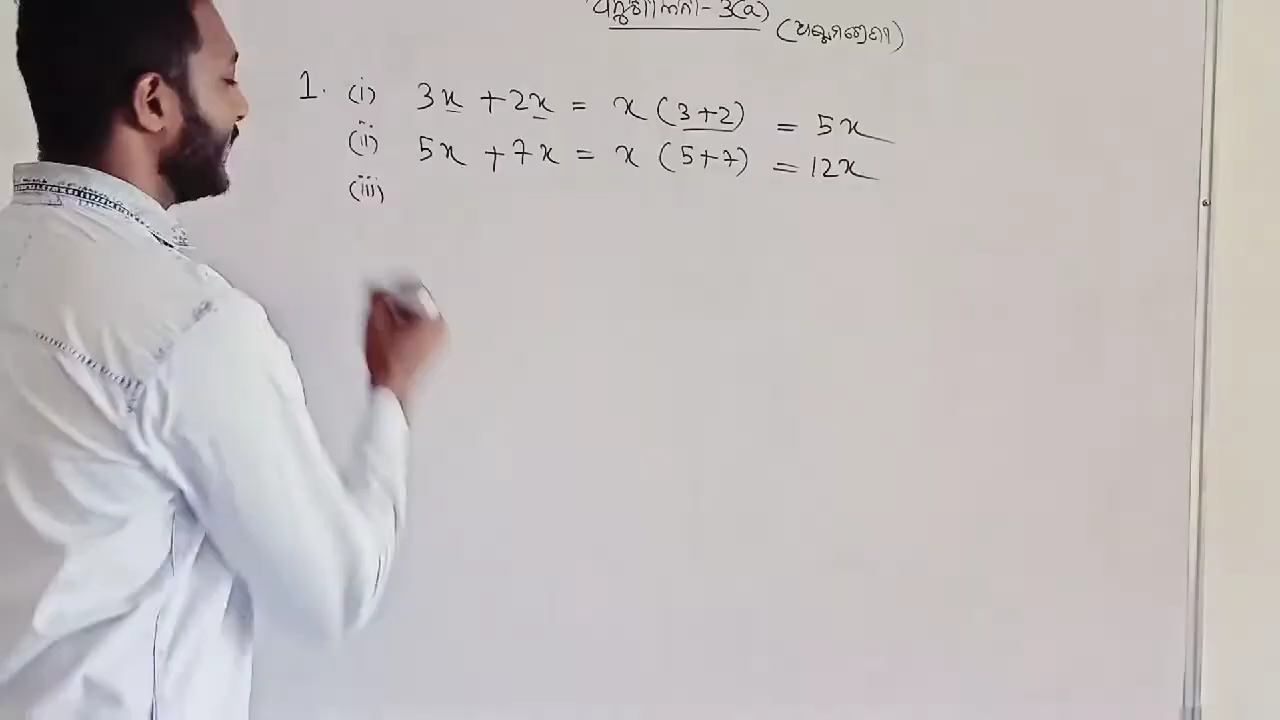 ଅନୁଶୀଳନୀ - 3(a)
1. (i) 3x + 2x = x (3+2) = 5x
(ii) 5x + 7x = x (5+7) = 12x
(iii)